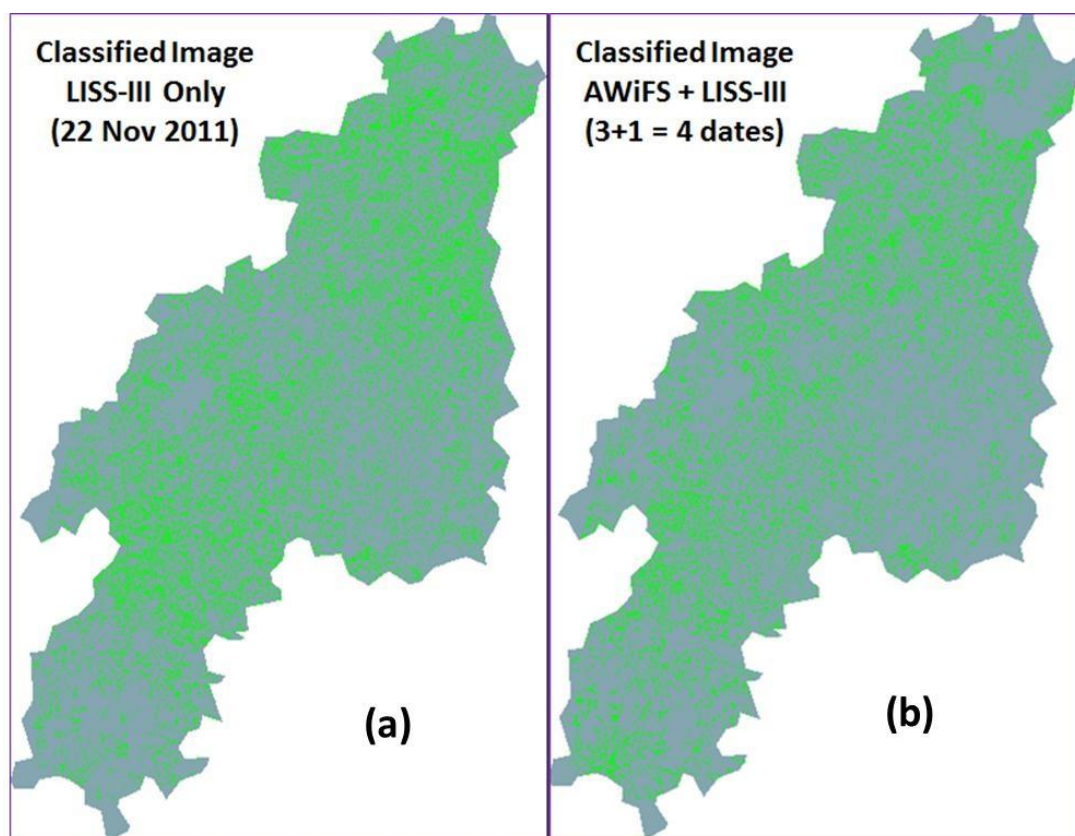 Classified Image
LISS-III Only
(22 Nov 2011)
(a)
Classified Image
AWiFS + LISS-III
(3+1 = 4 dates)
(b)